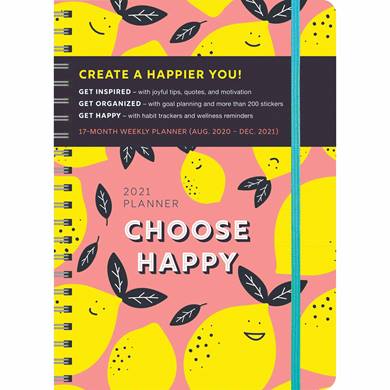 CREATE A HAPPIER YOU!
GET INSPIRED – with joyful tips, quotes, and motivation
GET ORGANIZED – with goal planning and more than 200 stickers
GET HAPPY – with habit trackers and wellness reminders
17-MONTH WEEKLY PLANNER (AUG. 2020 – DEC. 2021)
2021
PLANNER
CHOOSE
HAPPY